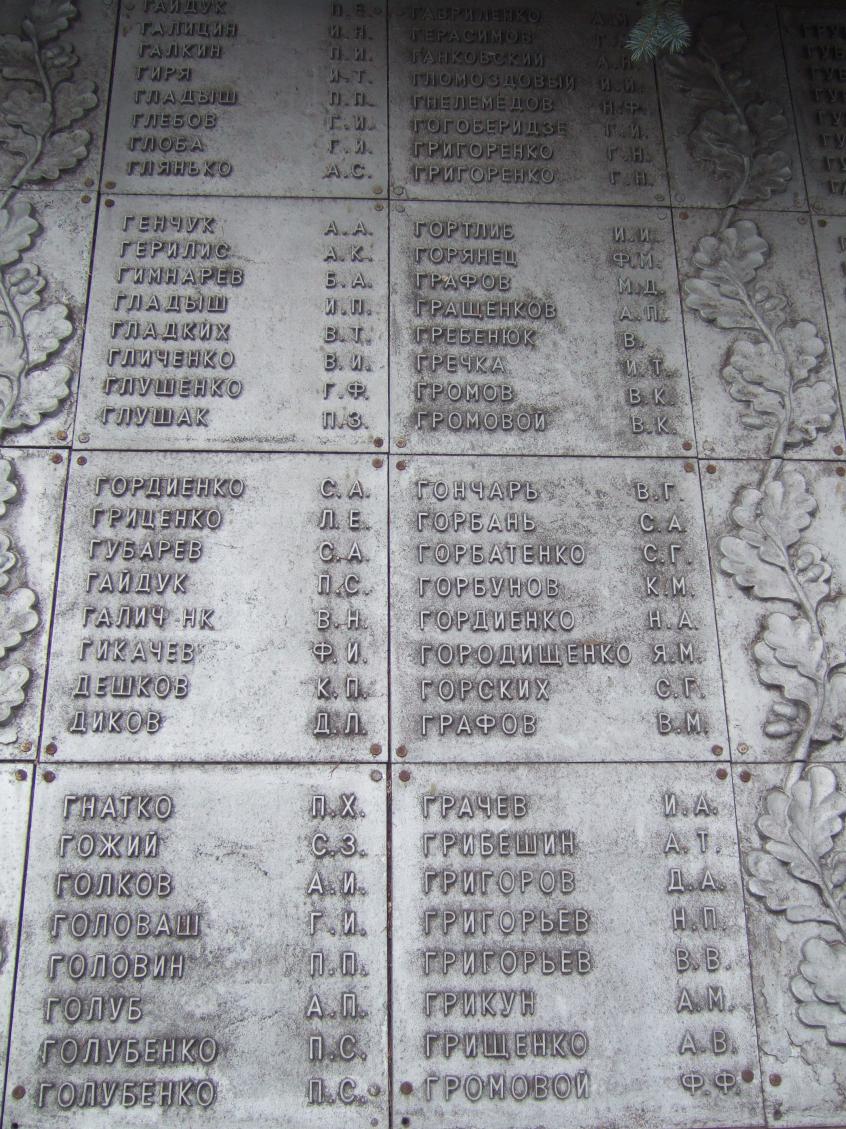 ГАЙДУК П.Е.
ГАЛИЦИН И.Н.
ГАЛКИН П.И.
ГИРЯ И.Т.
ГЛАДЫШ П.П.
ГЛЕБОВ Г.И.
ГЛОБА Г.И.
ГЛЯНЬКО А.С.
ГАВРИЛЕНКО А.М.
ГЕРАСИМОВ
ГАНКОВСКИЙ А.Н.
ГНОМОЗДОВЫЙ И.И.
ГНЕЛЕМЕДОВ Н.Ф.
ГОГОБЕРИДЗЕ Г.И.
ГРИГОРЕНКО Г.Н.
ГРИГОРЕНКО Г.Н.
ГЕНЧУК А.А.
ГЕРИЛИС А.К.
ГИМНАРЕВ Б.А.
ГЛАДЫШ И.П.
ГЛАДКИХ В.Т.
ГЛИЧЕНКО В.И.
ГЛУШЕНКО Г.Ф.
ГЛУШАК П.З.
ГОРТЛИБ И.И.
ГОРЯНЕЦ Ф.М.
ГРАФОВ М.Д.
ГРАЩЕНКОВ А.П.
ГРЕБЕНЮК В.
ГРЕЧКА И.Т.
ГРОМОВ В.К.
ГРОМОВОЙ В.К.
ГОРДИЕНКО С.А.
ГРИЦЕНКО Л.Е.
ГУБАРЕВ С.А.
ГАЙДУК П.С.
ГАЛИЧ НК В.Н.
ГИКАЧЕВ Ф.И.
ДЕШКОВ К.П.
ДИКОВ Д.Л.
ГОНЧАРЬ В.Г.
ГОРБАНЬ С.А.
ГОРБАТЕНКО С.Г.
ГОРБУНОВ К.М.
ГОРДИЕНКО Н.А.
ГОРОДИЩЕНКО Я.М.
ГОРСКИХ С.Г.
ГРАФОВ В.М.
ГНАТКО П.Х.
ГОЖИЙ С.З.
ГОЛКОВ А.И.
ГОЛОВАШ Г.И.
ГОЛОВИН П.П.
ГОЛУБ А.П.
ГОЛУБЕНКО П.С.
ГОЛУБЕНКО П.С.
ГРАЧЕВ И.А.
ГРИБЕШИН А.Т.
ГРИГОРОВ Д.А.
ГРИГОРЬЕВ Н.П.
ГРИГОРЬЕВ В.В.
ГРИКУН А.М.
ГРИЩЕНКО А.В.
ГРОМОВОЙ Ф.Ф.